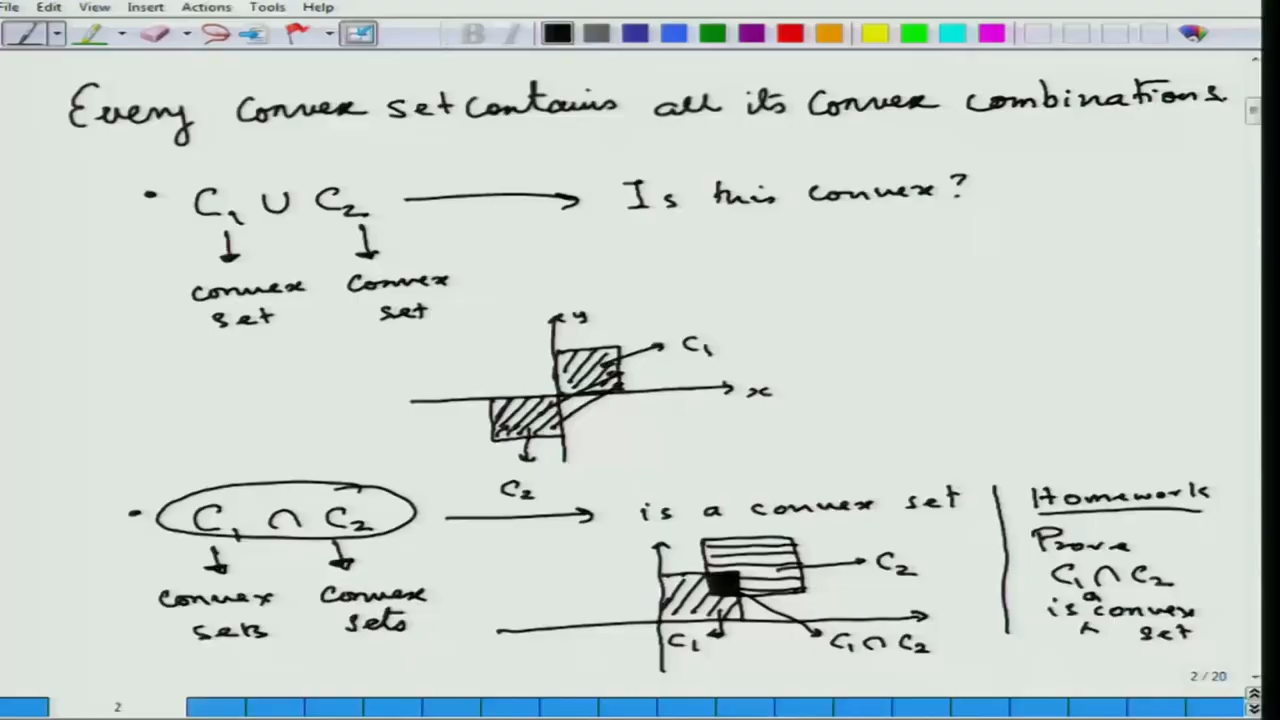 File Edit View Insert Actions Tools Help
B I
Every convex set contains all its convex combinations
• C₁ ∪ C₂ → Is this convex?
convex set convex set
y
C₁
x
C₂
• C₁ ∩ C₂ → is a convex set
convex sets convex sets
C₂
C₁
C₁ ∩ C₂
Homework
Prove
C₁ ∩ C₂
is a convex
set
2 / 20
2